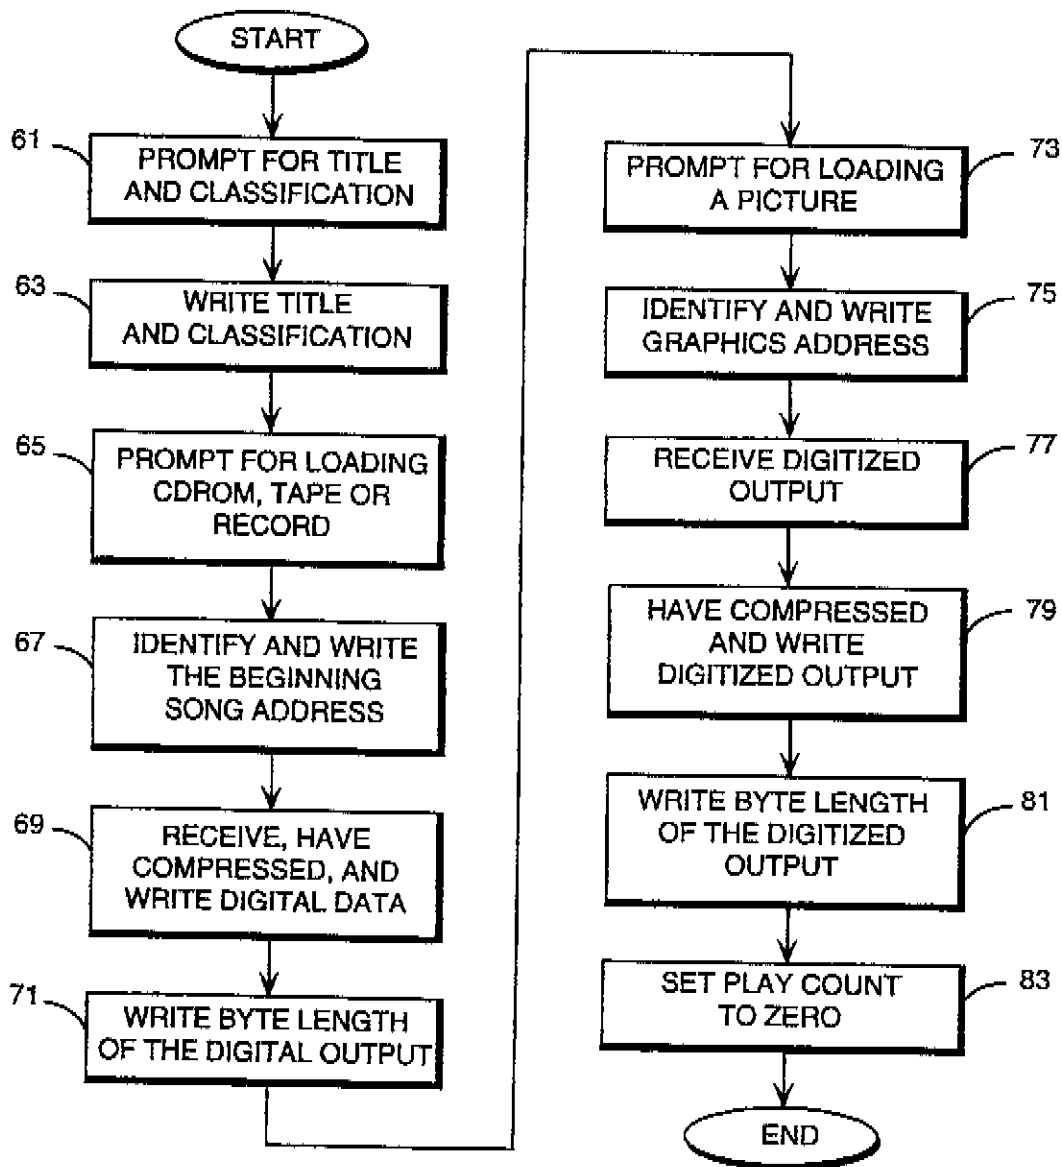 START
61
PROMPT FOR TITLE
AND CLASSIFICATION
63
WRITE TITLE
AND CLASSIFICATION
65
PROMPT FOR LOADING
CDROM, TAPE OR
RECORD
67
IDENTIFY AND WRITE
THE BEGINNING
SONG ADDRESS
69
RECEIVE, HAVE
COMPRESSED, AND
WRITE DIGITAL DATA
71
WRITE BYTE LENGTH
OF THE DIGITAL OUTPUT
73
PROMPT FOR LOADING
A PICTURE
75
IDENTIFY AND WRITE
GRAPHICS ADDRESS
77
RECEIVE DIGITIZED
OUTPUT
79
HAVE COMPRESSED
AND WRITE
DIGITIZED OUTPUT
81
WRITE BYTE LENGTH
OF THE DIGITIZED
OUTPUT
83
SET PLAY COUNT
TO ZERO
END